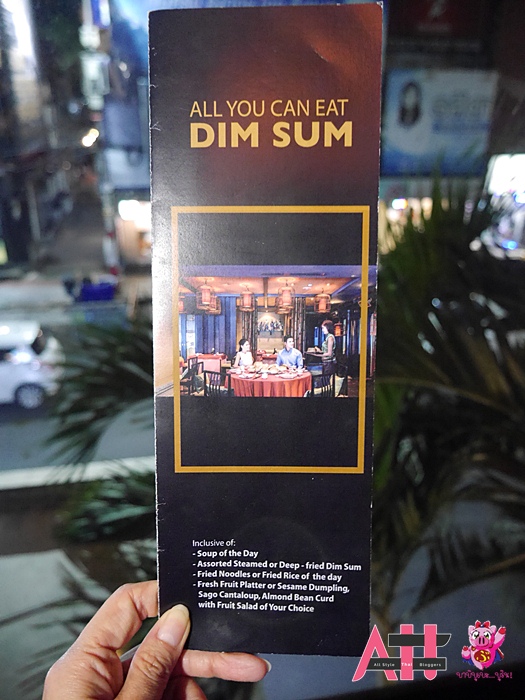 ALL YOU CAN EAT
DIM SUM
Inclusive of:
- Soup of the Day
- Assorted Steamed or Deep - fried Dim Sum
- Fried Noodles or Fried Rice of the day
- Fresh Fruit Platter or Sesame Dumpling,
Sago Cantaloup, Almond Bean Curd
with Fruit Salad of Your Choice
Att
All Style Thai Bloggers